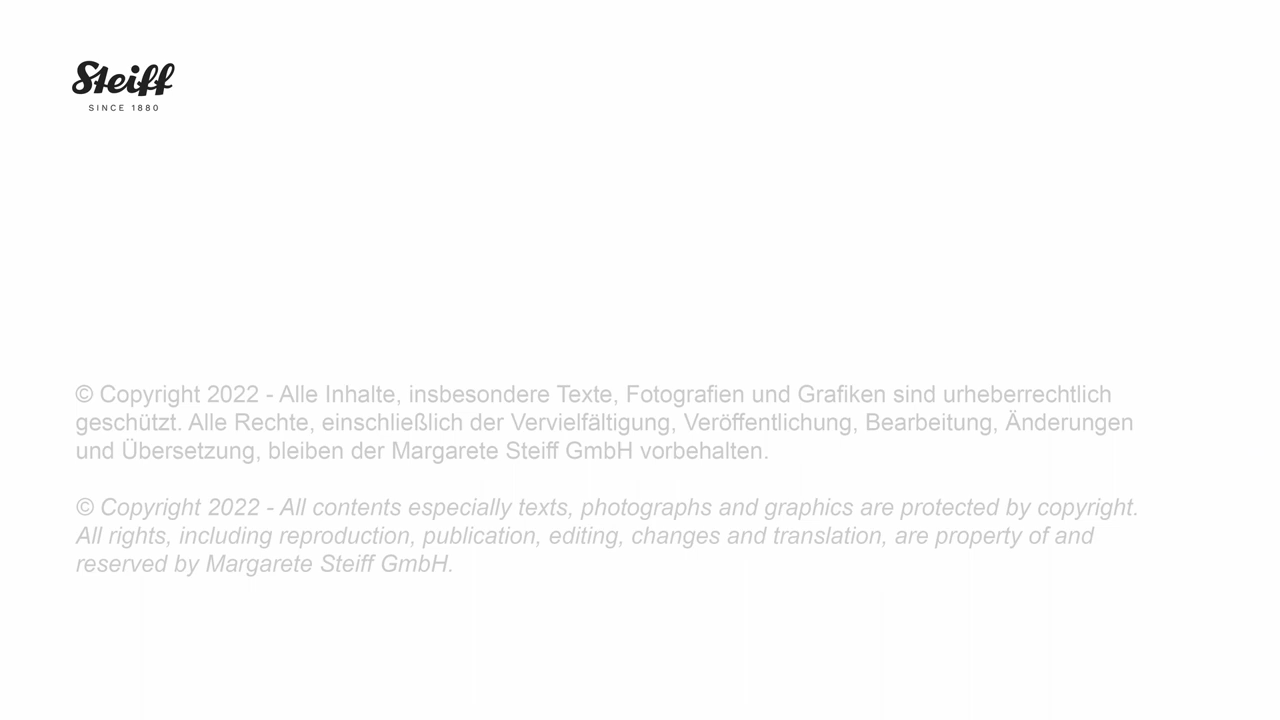 Steiff
SINCE 1880
© Copyright 2022 - Alle Inhalte, insbesondere Texte, Fotografien und Grafiken sind urheberrechtlich
geschützt. Alle Rechte, einschließlich der Vervielfältigung, Veröffentlichung, Bearbeitung, Änderungen
und Übersetzung, bleiben der Margarete Steiff GmbH vorbehalten.
© Copyright 2022 - All contents especially texts, photographs and graphics are protected by copyright.
All rights, including reproduction, publication, editing, changes and translation, are property of and
reserved by Margarete Steiff GmbH.